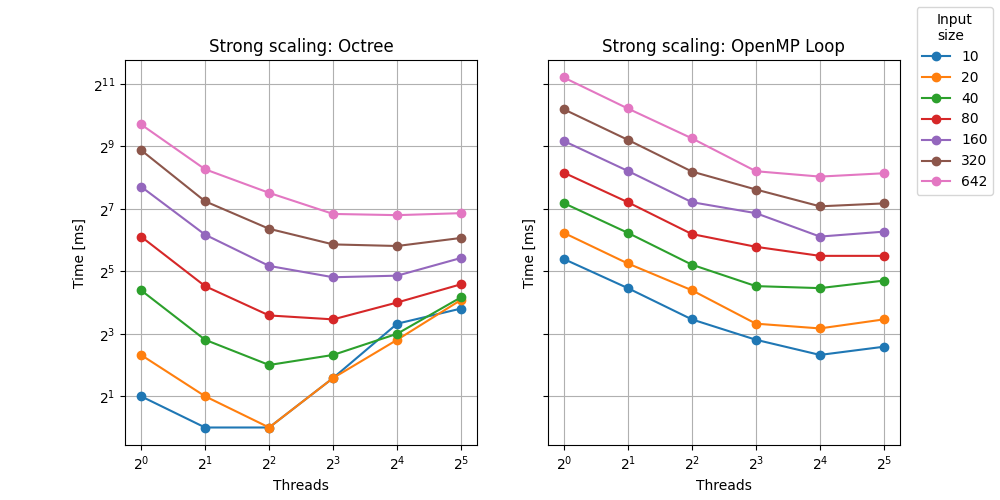 Strong scaling: Octree
Time [ms]
2^11
2^9
2^7
2^5
2^3
2^1
2^0 2^1 2^2 2^3 2^4 2^5
Threads
Strong scaling: OpenMP Loop
Time [ms]
2^0 2^1 2^2 2^3 2^4 2^5
Threads
Input
size
10
20
40
80
160
320
642